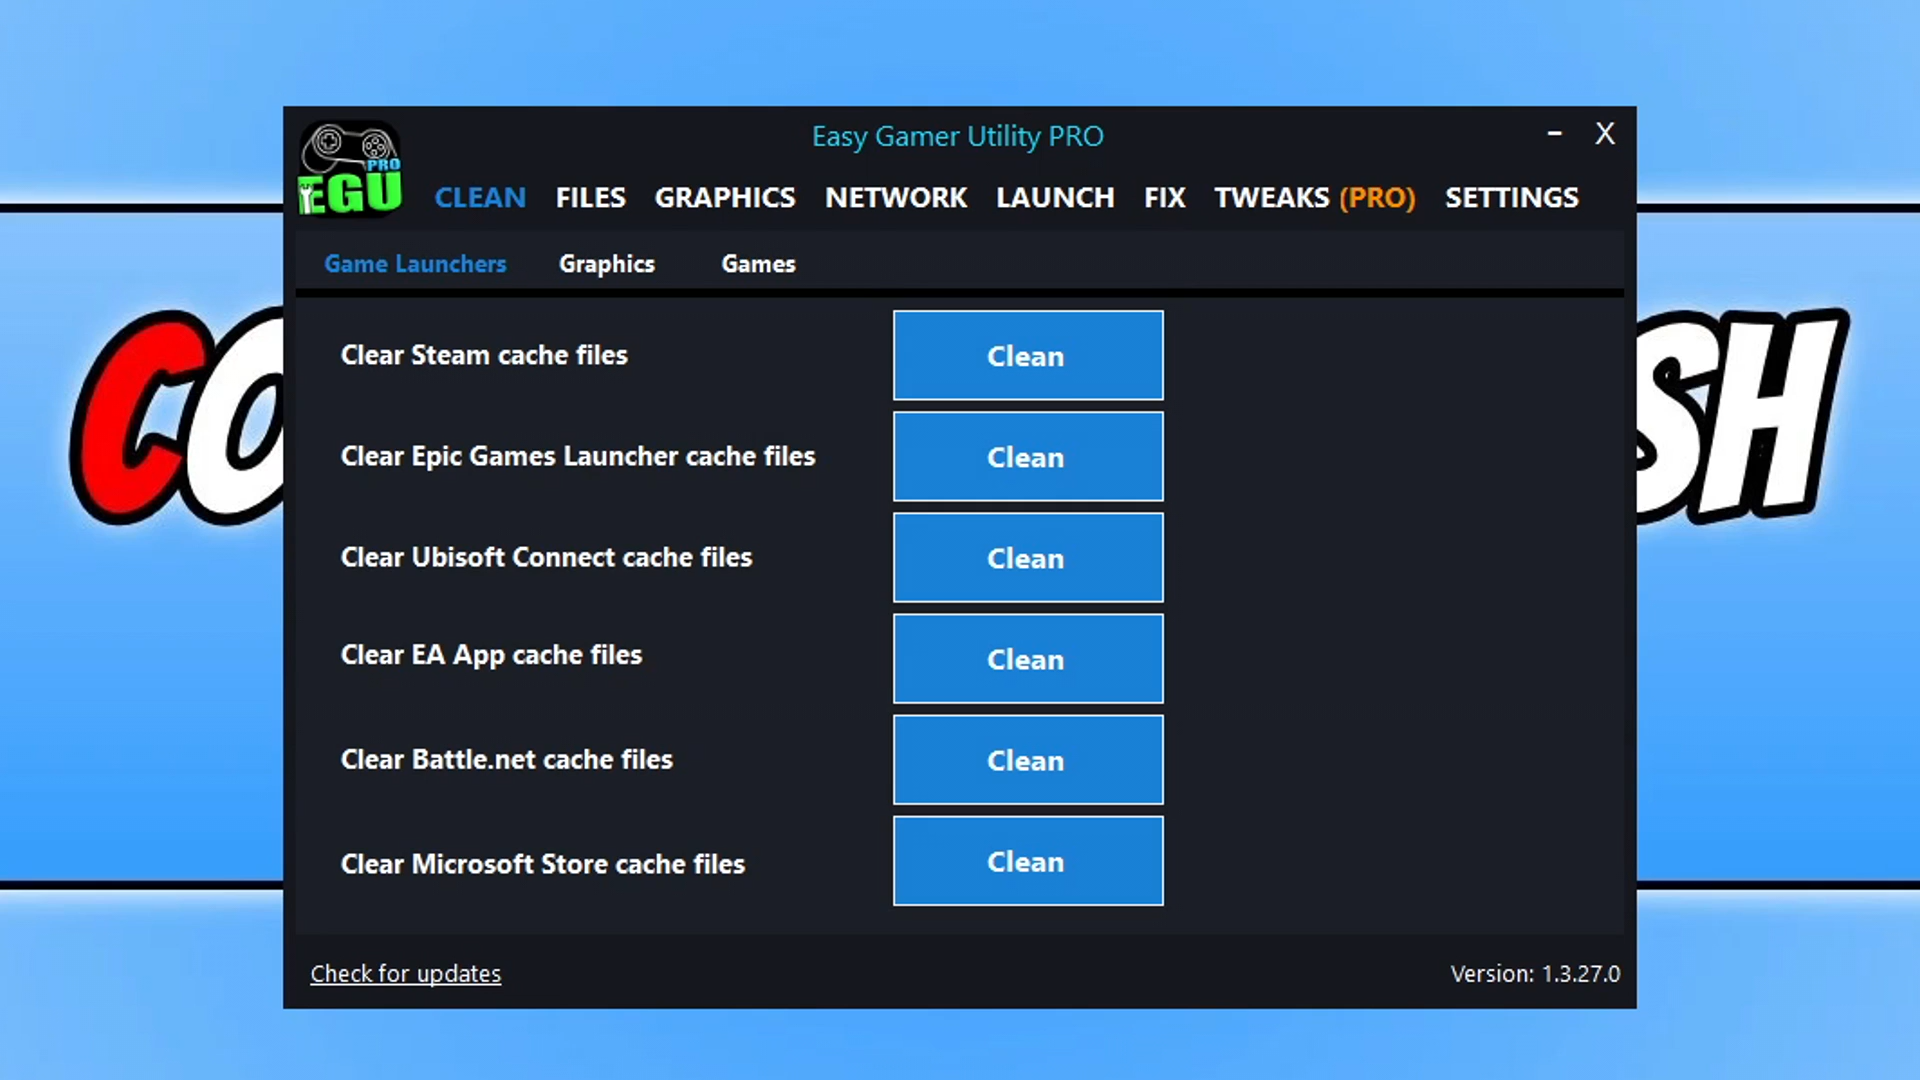 Easy Gamer Utility PRO
- X
PRO
EGU
CLEAN FILES GRAPHICS NETWORK LAUNCH FIX TWEAKS (PRO) SETTINGS
Game Launchers Graphics Games
Clear Steam cache files Clean
Clear Epic Games Launcher cache files Clean
CO SH
Clear Ubisoft Connect cache files Clean
Clear EA App cache files Clean
Clear Battle.net cache files Clean
Clear Microsoft Store cache files Clean
Check for updates Version: 1.3.27.0